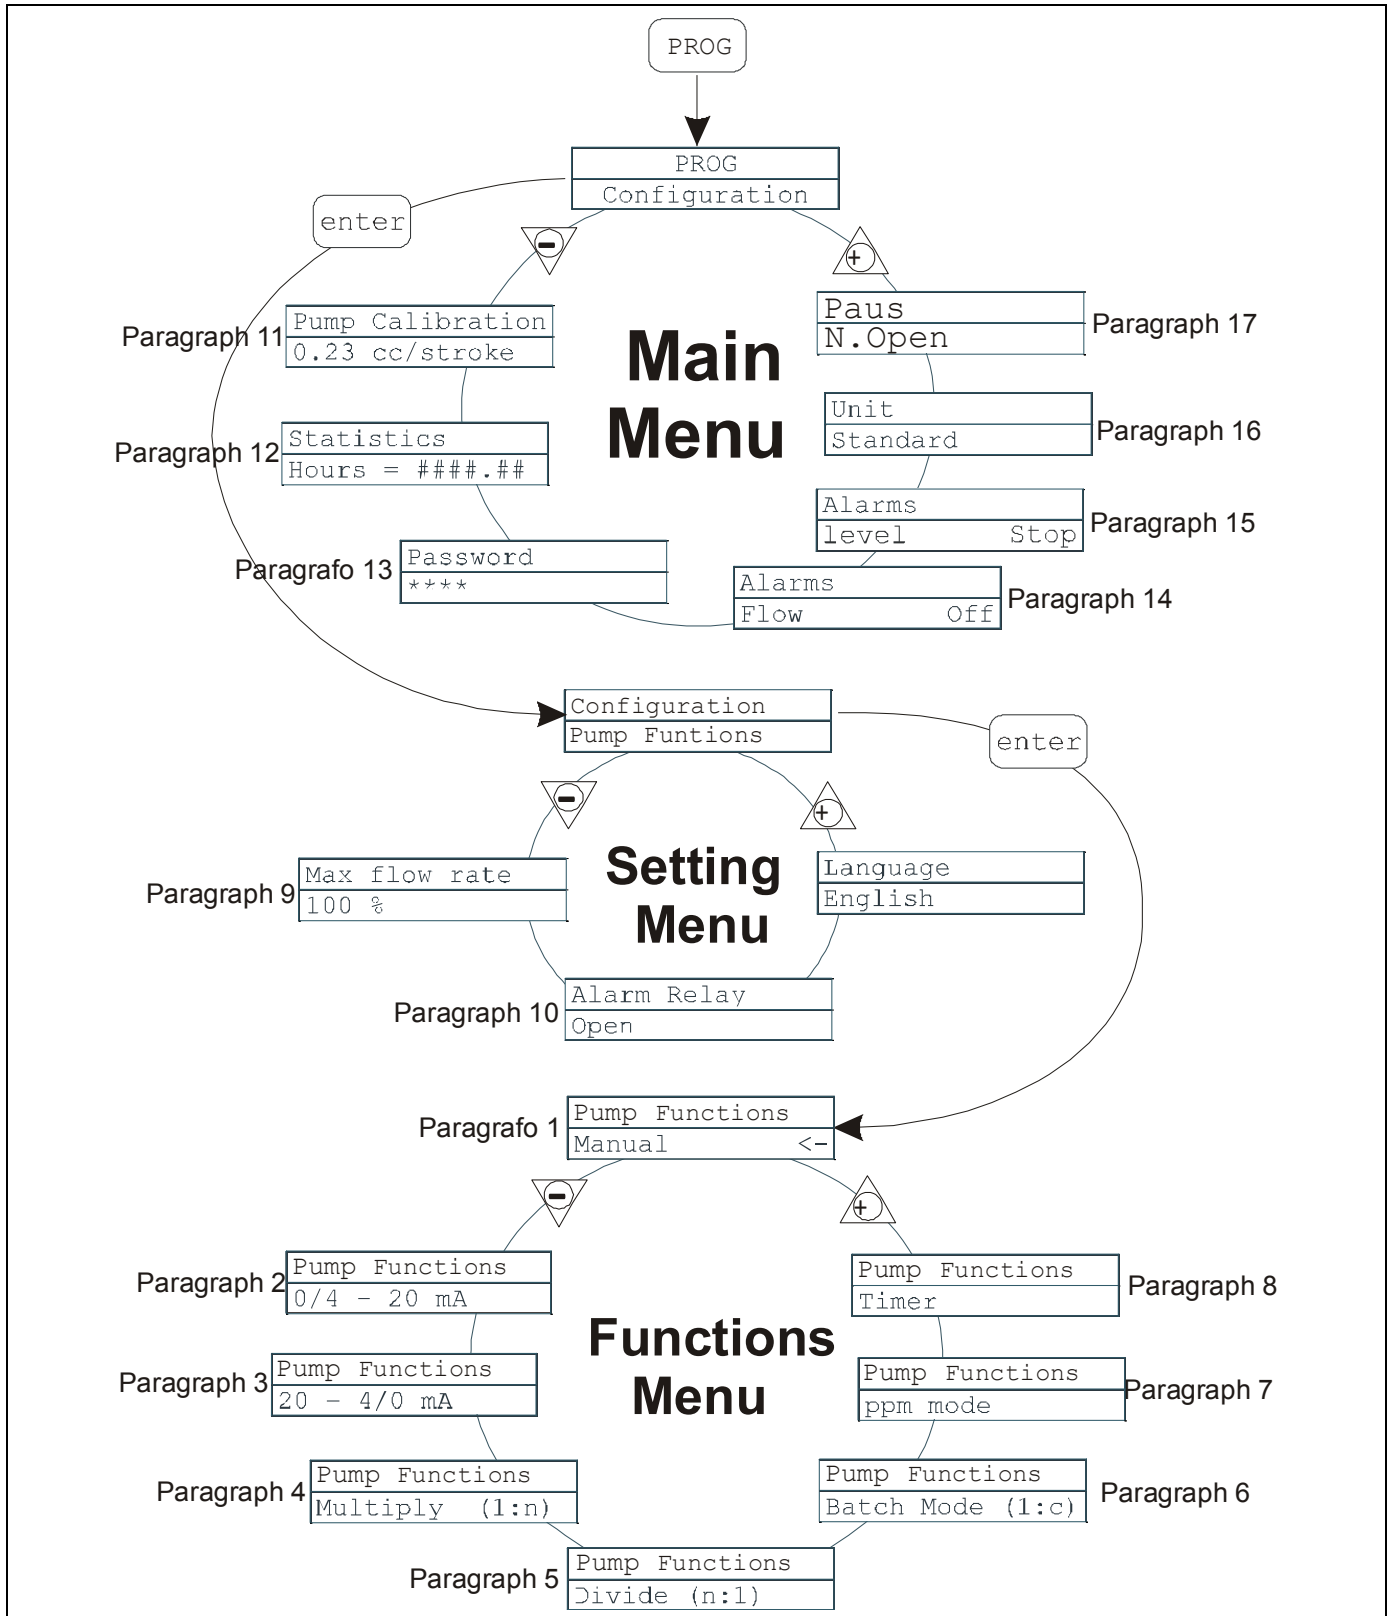 PROG
PROG
Configuration
enter
-
+
Paragraph 11
Pump Calibration
0.23 cc/stroke
Main
Menu
Paus
N.Open
Paragraph 17
Paragraph 12
Statistics
Hours = ####.##
Unit
Standard
Paragraph 16
Alarms
level Stop
Paragraph 15
Paragrafo 13
Password
****
Alarms
Flow Off
Paragraph 14
Configuration
Pump Funtions
enter
-
+
Paragraph 9
Max flow rate
100 %
Setting
Menu
Language
English
Paragraph 10
Alarm Relay
Open
Paragrafo 1
Pump Functions
Manual <-
-
+
Paragraph 2
Pump Functions
0/4 - 20 mA
Pump Functions
Timer
Paragraph 8
Functions
Menu
Paragraph 3
Pump Functions
20 - 4/0 mA
Pump Functions
ppm mode
Paragraph 7
Paragraph 4
Pump Functions
Multiply (1:n)
Pump Functions
Batch Mode (1:c)
Paragraph 6
Paragraph 5
Pump Functions
Divide (n:1)